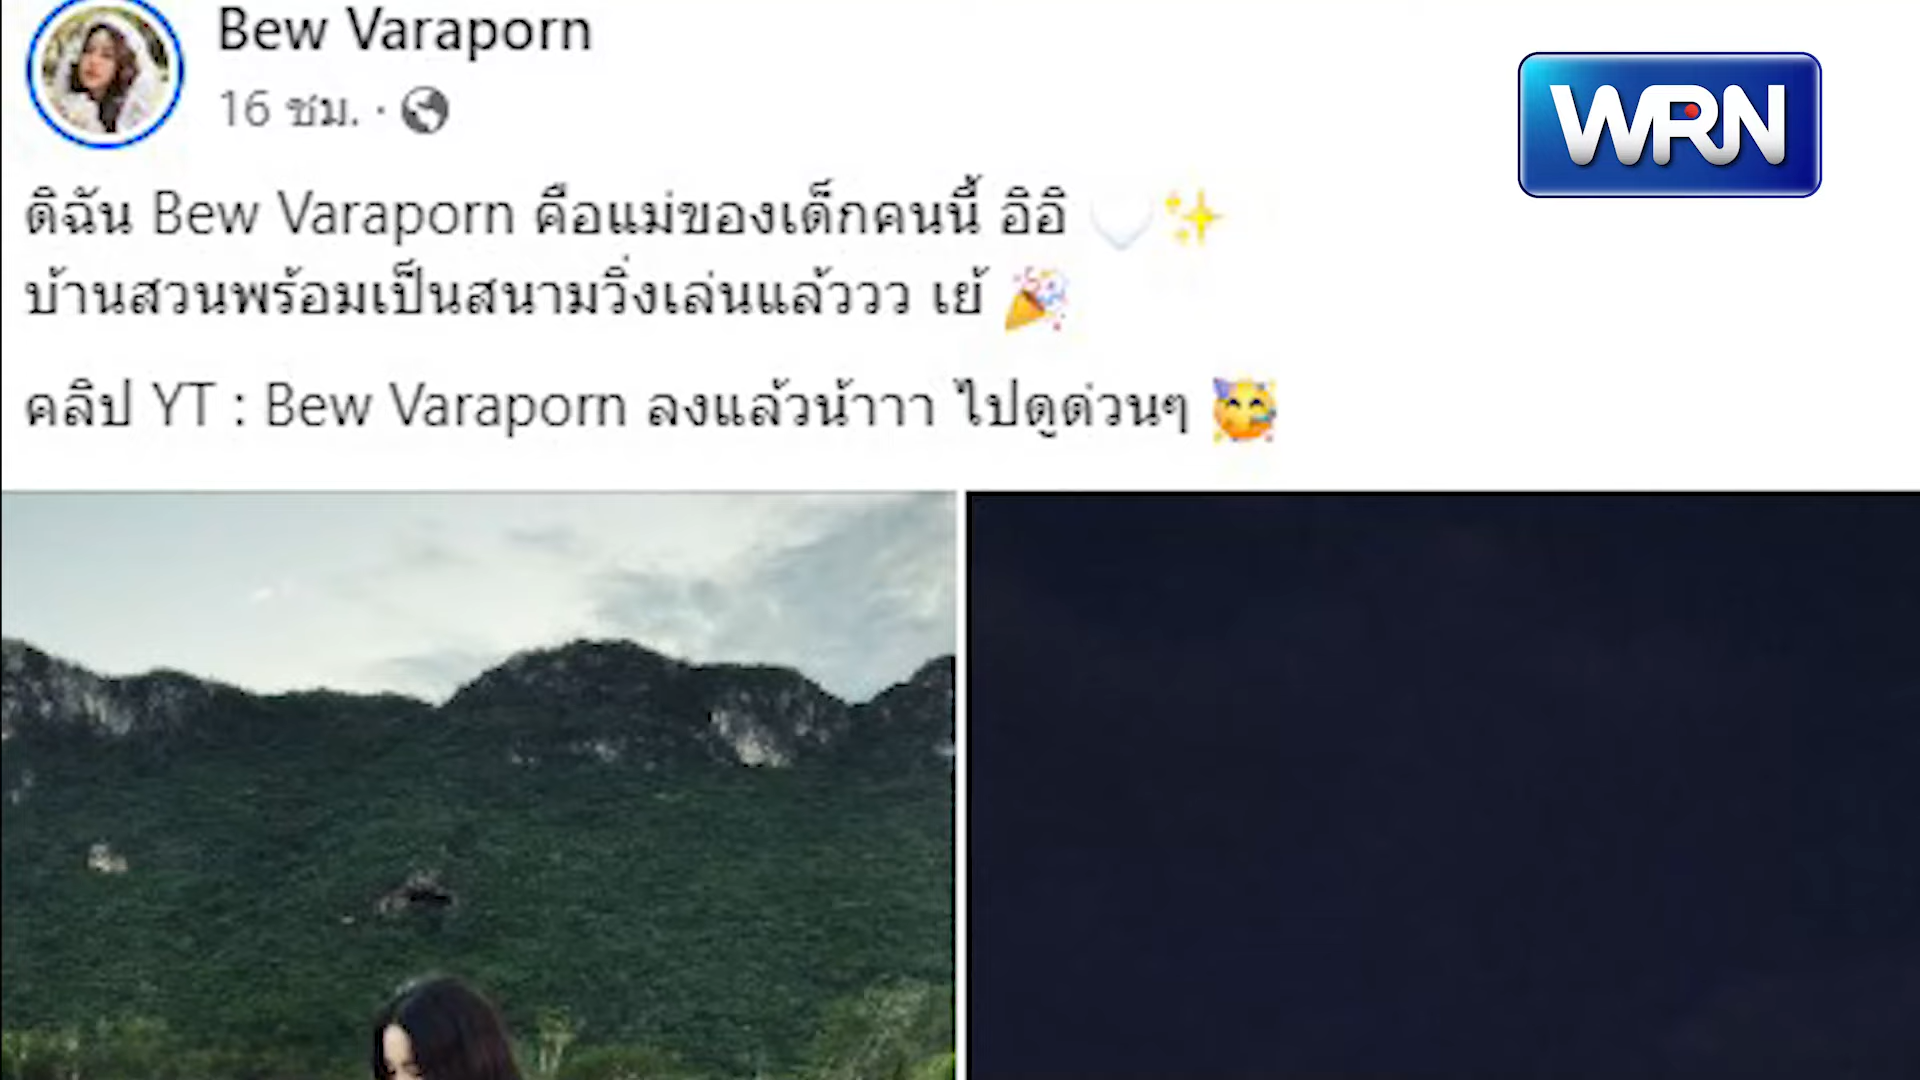 Bew Varaporn
16 ชม. ·
WRN
ดิฉัน Bew Varaporn คือแม่ของเด็กคนนี้ อิอิ 🤍✨
บ้านสวนพร้อมเป็นสนามวิ่งเล่นแล้ววว เย้ 🎉
คลิป YT : Bew Varaporn ลงแล้วน้าาา ไปดูด่วนๆ 🥳